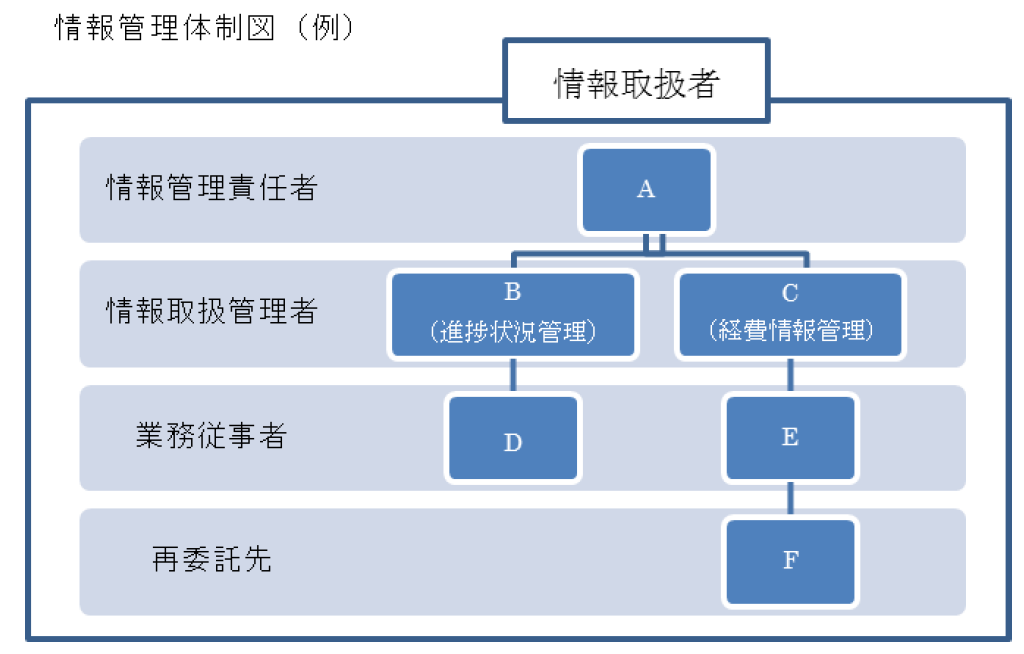 情報管理体制図（例）
情報取扱者
情報管理責任者
A
情報取扱管理者
B
（進捗状況管理）
C
（経費情報管理）
業務従事者
D
E
再委託先
F